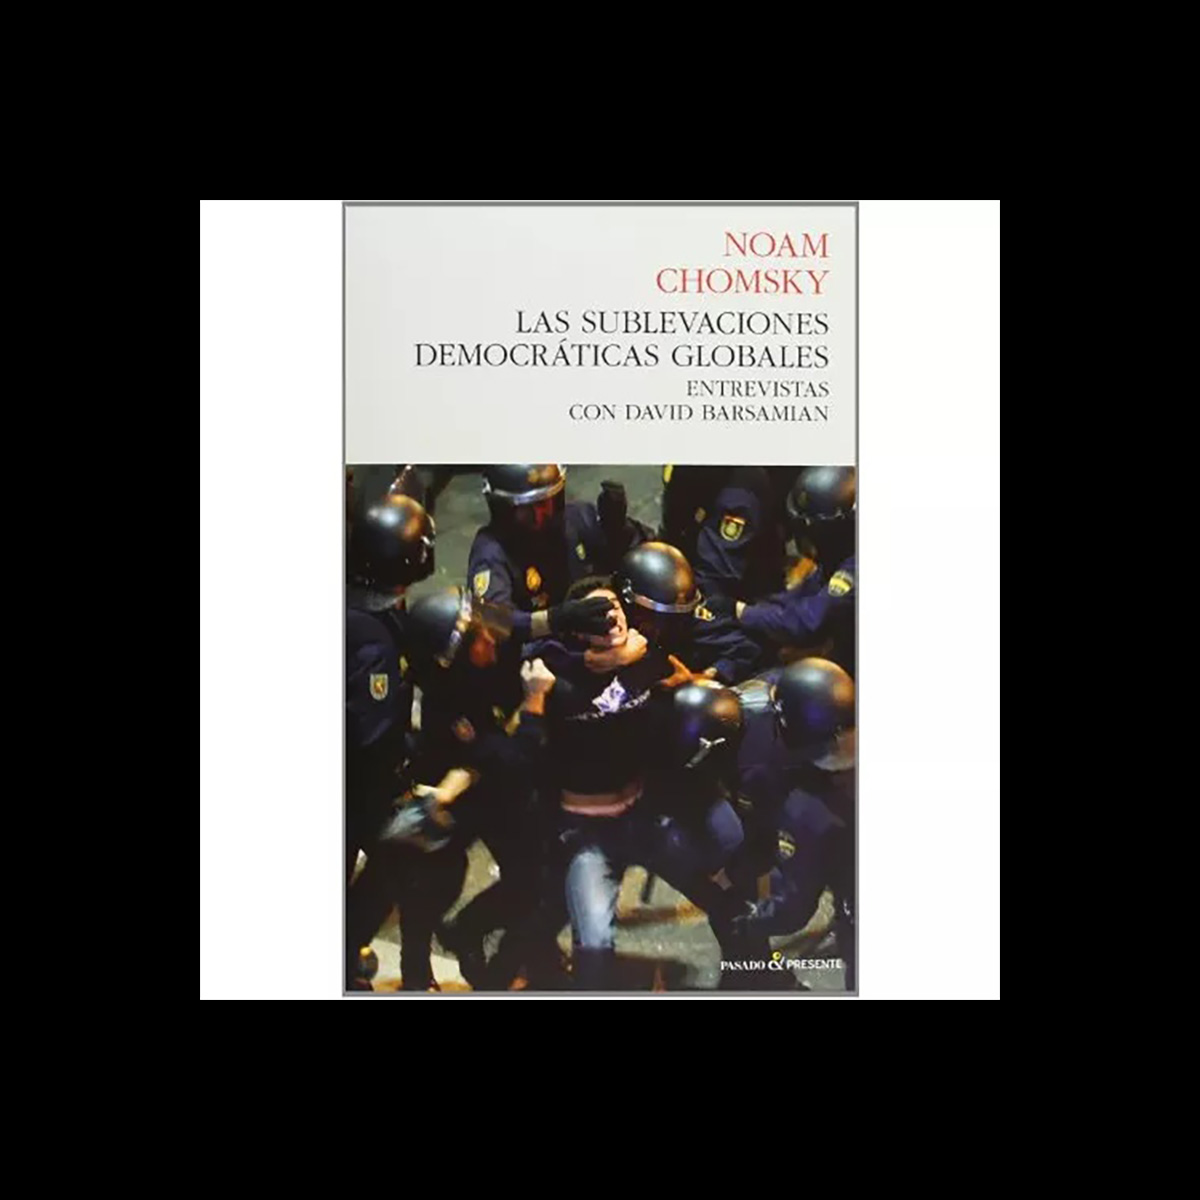 NOAM
CHOMSKY
LAS SUBLEVACIONES
DEMOCRÁTICAS GLOBALES
ENTREVISTAS
CON DAVID BARSAMIAN
PASADO & PRESENTE